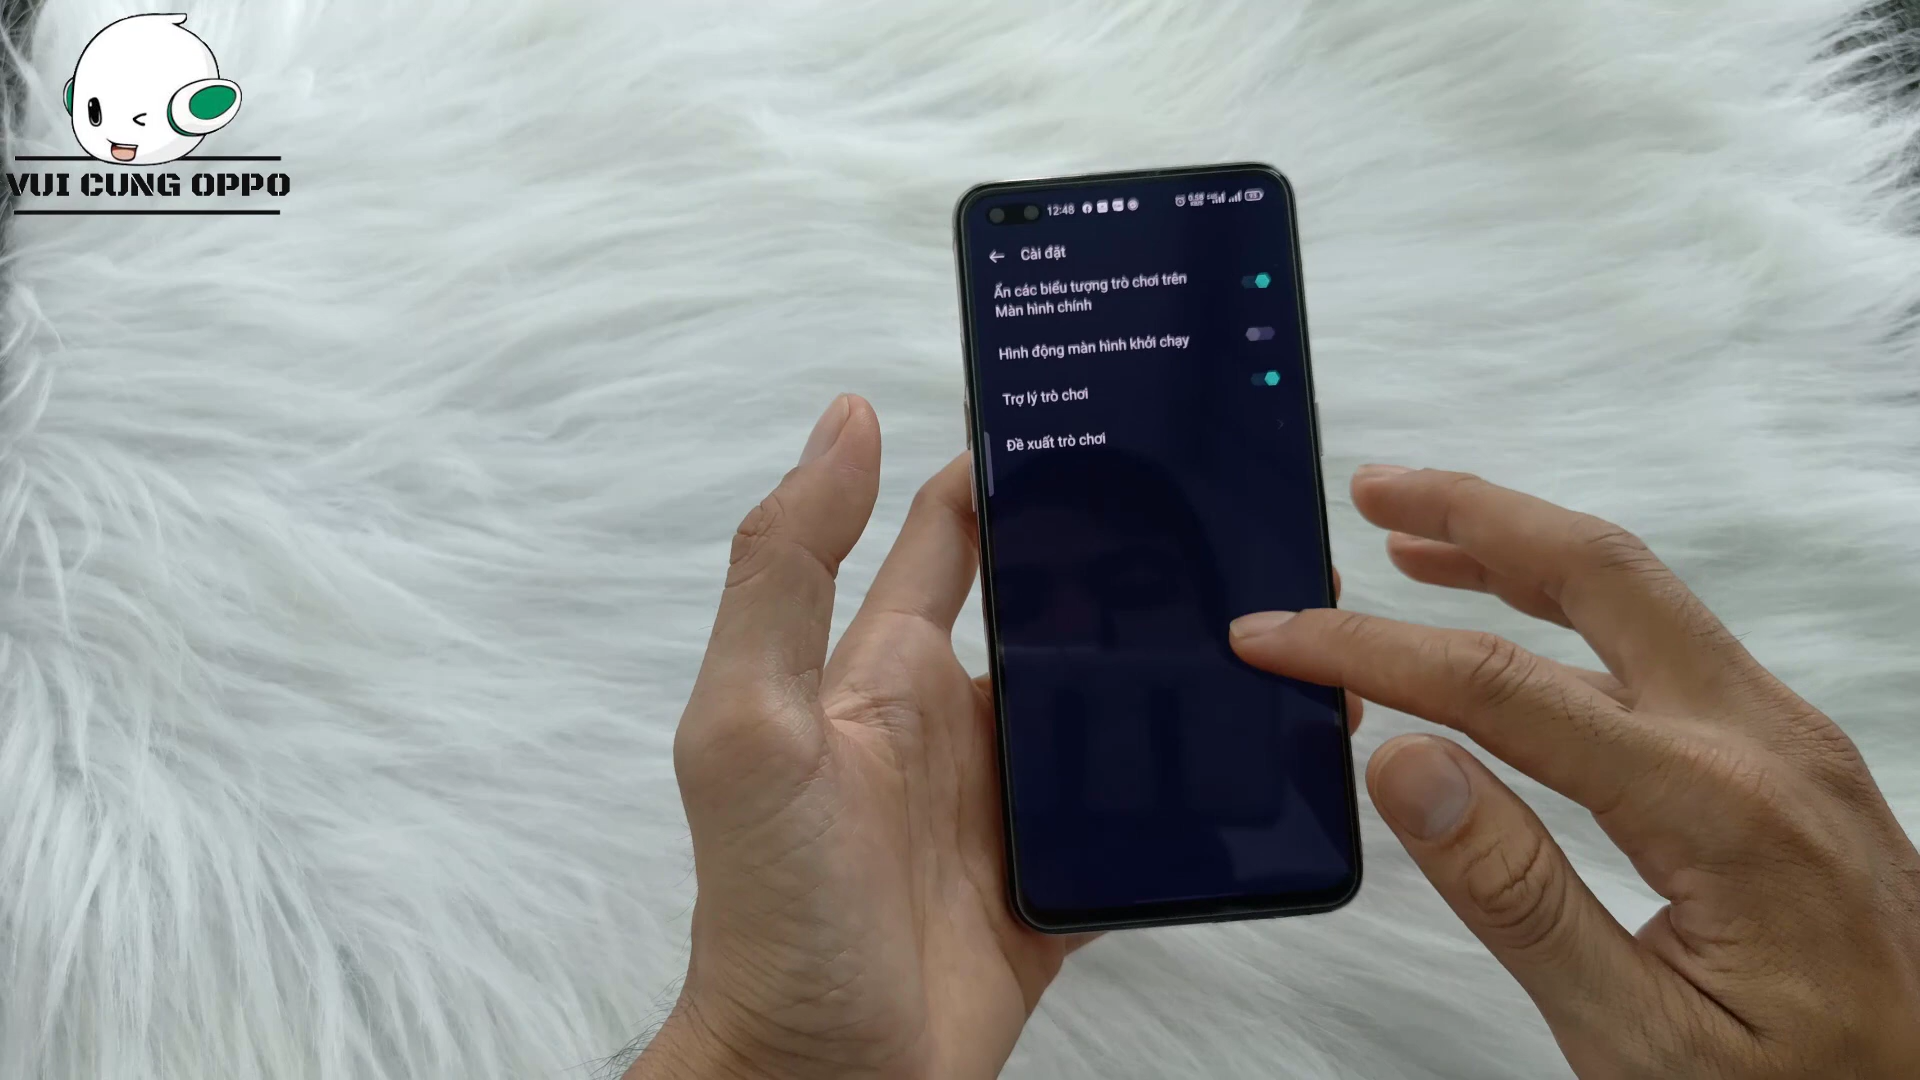 VUI CUNG OPPO
12:48
Cài đặt
Ẩn các biểu tượng trò chơi trên
Màn hình chính
Hình động màn hình khởi chạy
Trợ lý trò chơi
Đề xuất trò chơi